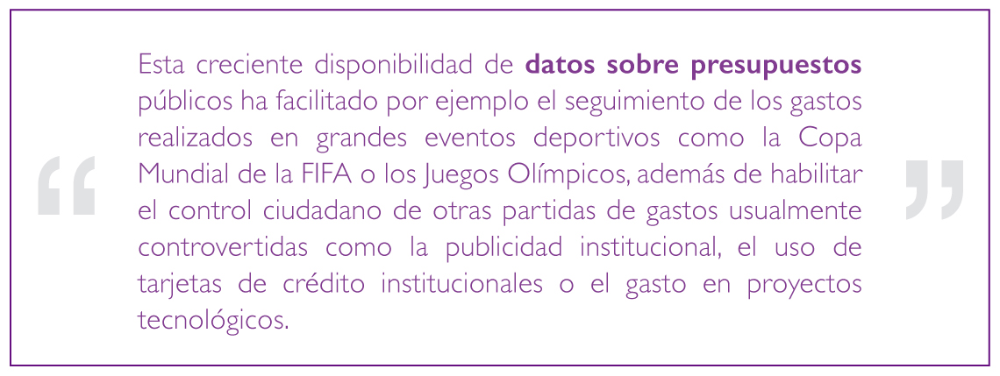 Esta creciente disponibilidad de datos sobre presupuestos
públicos ha facilitado por ejemplo el seguimiento de los gastos
realizados en grandes eventos deportivos como la Copa
Mundial de la FIFA o los Juegos Olímpicos, además de habilitar
el control ciudadano de otras partidas de gastos usualmente
controvertidas como la publicidad institucional, el uso de
tarjetas de crédito institucionales o el gasto en proyectos
tecnológicos.